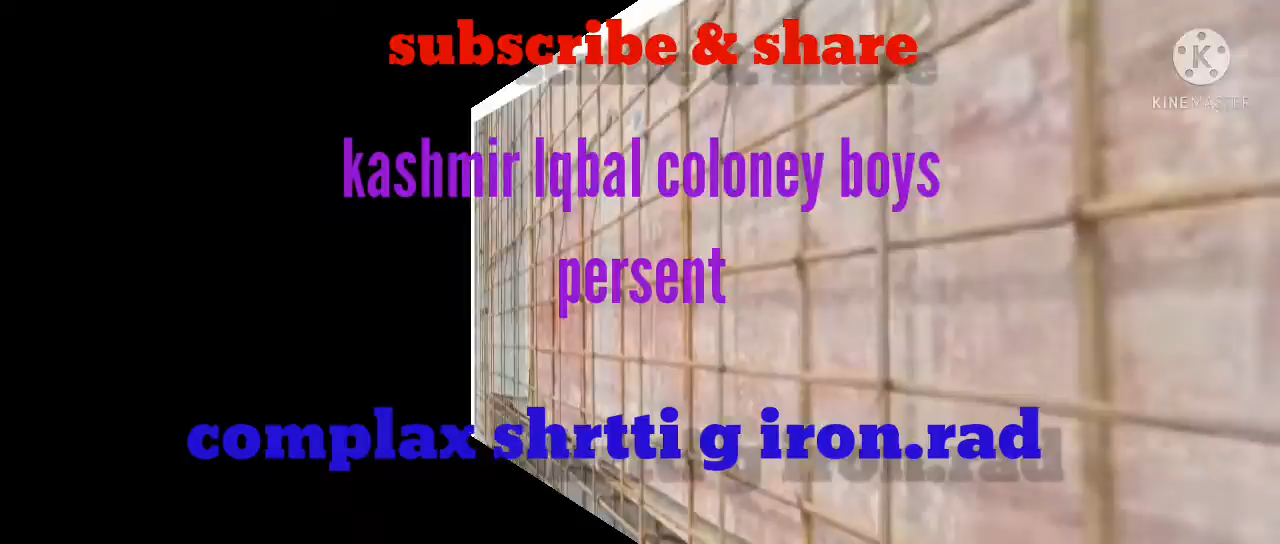 subscribe & share
KINEMASTER
kashmir Iqbal coloney boys
persent
complax shrtti g iron.rad